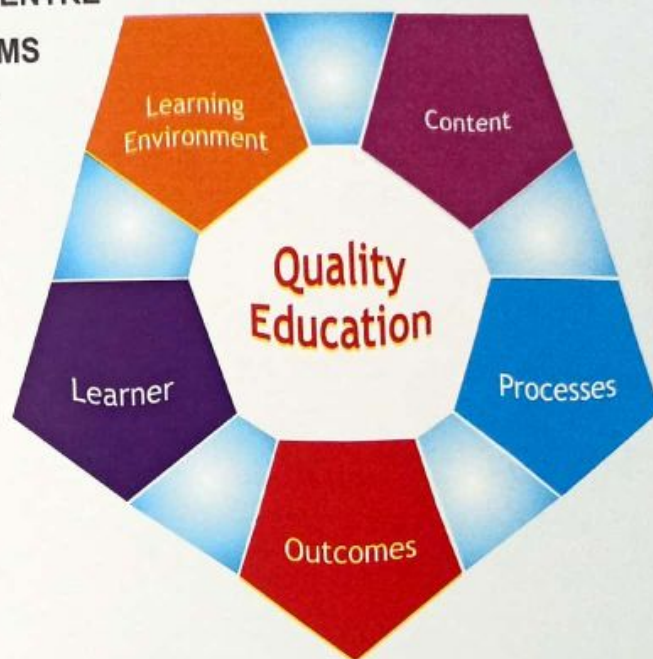 MS
Learning
Environment
Content
Quality
Education
Learner
Processes
Outcomes